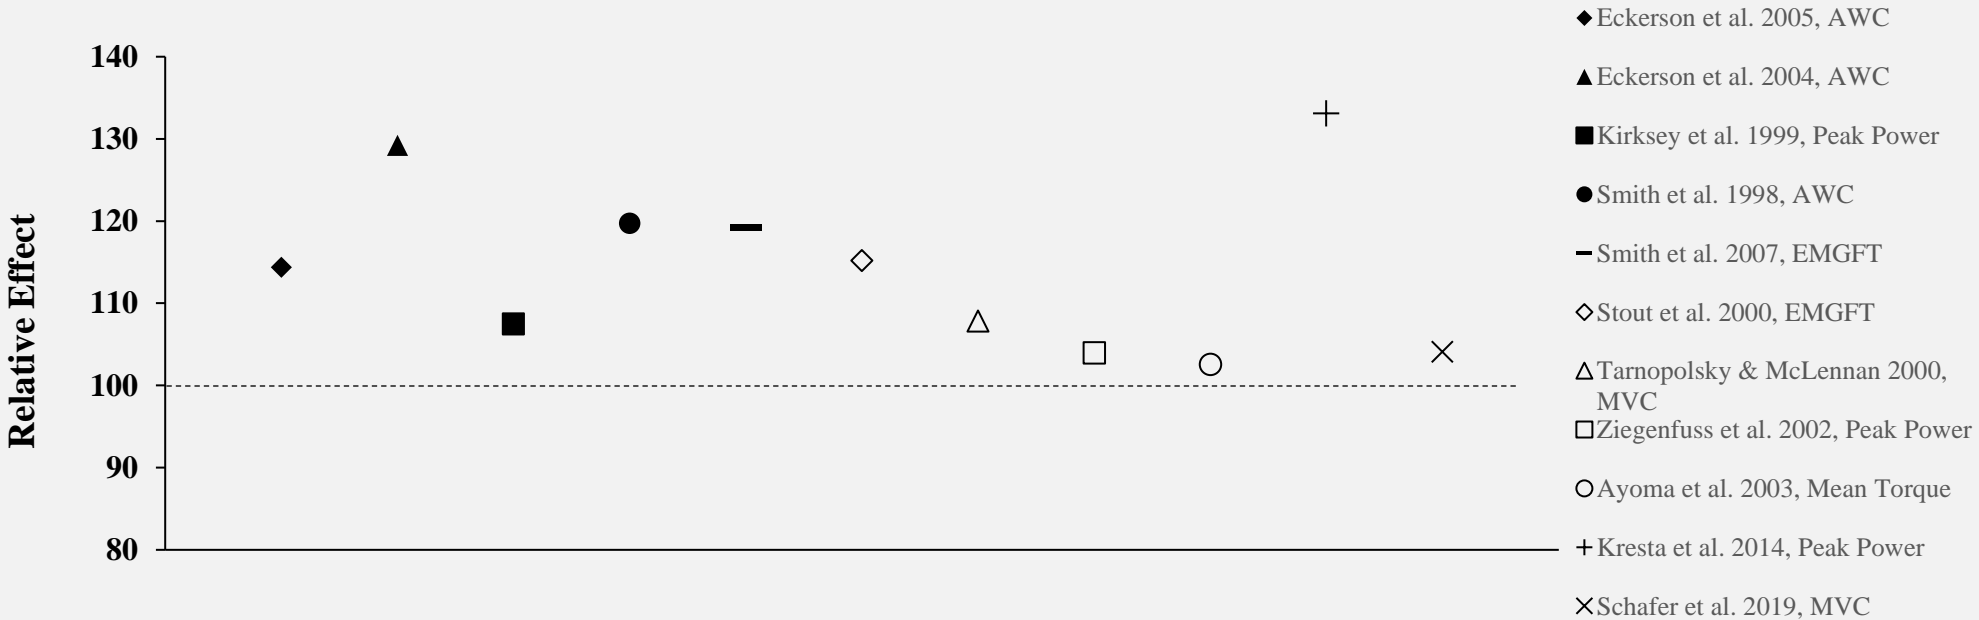 Relative Effect
140
130
120
110
100
90
80
Eckerson et al. 2005, AWC
Eckerson et al. 2004, AWC
Kirksey et al. 1999, Peak Power
Smith et al. 1998, AWC
Smith et al. 2007, EMGFT
Stout et al. 2000, EMGFT
Tarnopolsky & McLennan 2000,
MVC
Ziegenfuss et al. 2002, Peak Power
Ayoma et al. 2003, Mean Torque
Kresta et al. 2014, Peak Power
Schafer et al. 2019, MVC